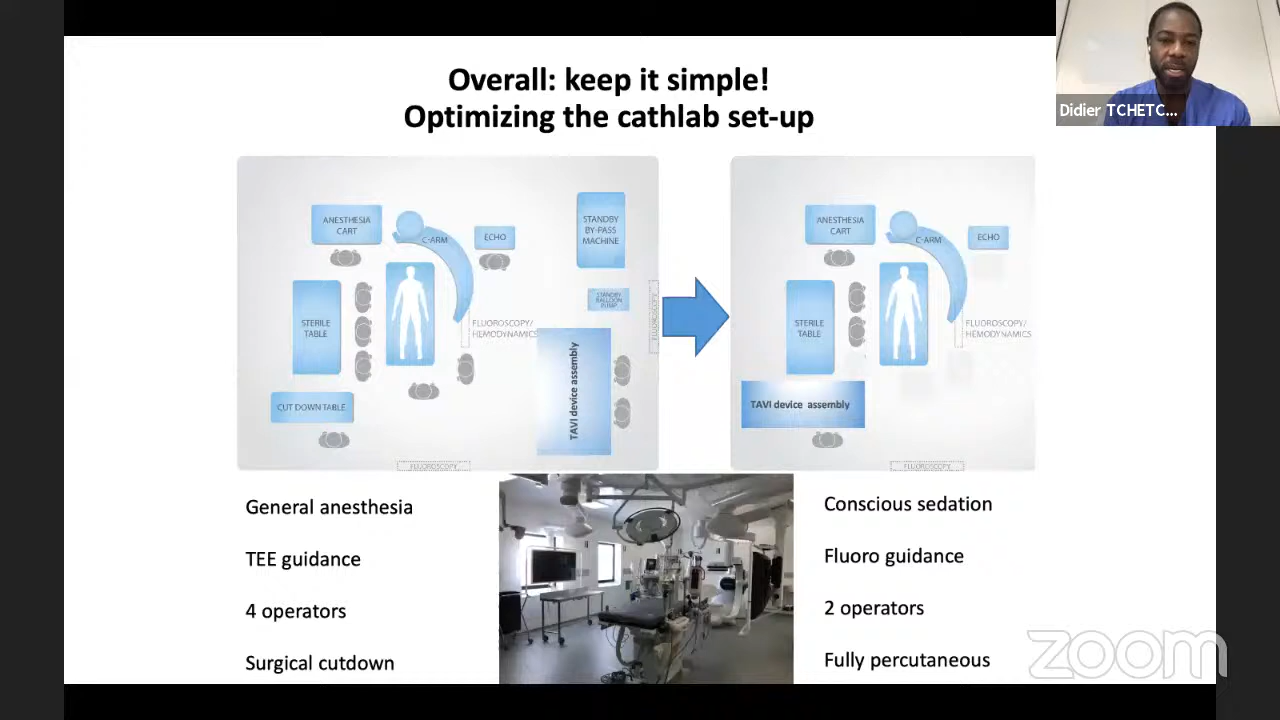 Didier TCHETC...
Overall: keep it simple!
Optimizing the cathlab set-up
ANESTHESIA
CART
C-ARM
ECHO
STANDBY
BY-PASS
MACHINE
STANDBY
BALLOON
PUMP
STERILE
TABLE
FLUOROSCOPY/
HEMODYNAMICS
FLUOROSCOPY
TAVI device assembly
CUT DOWN TABLE
FLUOROSCOPY
ANESTHESIA
CART
C-ARM
ECHO
STERILE
TABLE
FLUOROSCOPY/
HEMODYNAMICS
TAVI device assembly
FLUOROSCOPY
General anesthesia
TEE guidance
4 operators
Surgical cutdown
Conscious sedation
Fluoro guidance
2 operators
Fully percutaneous
zoom